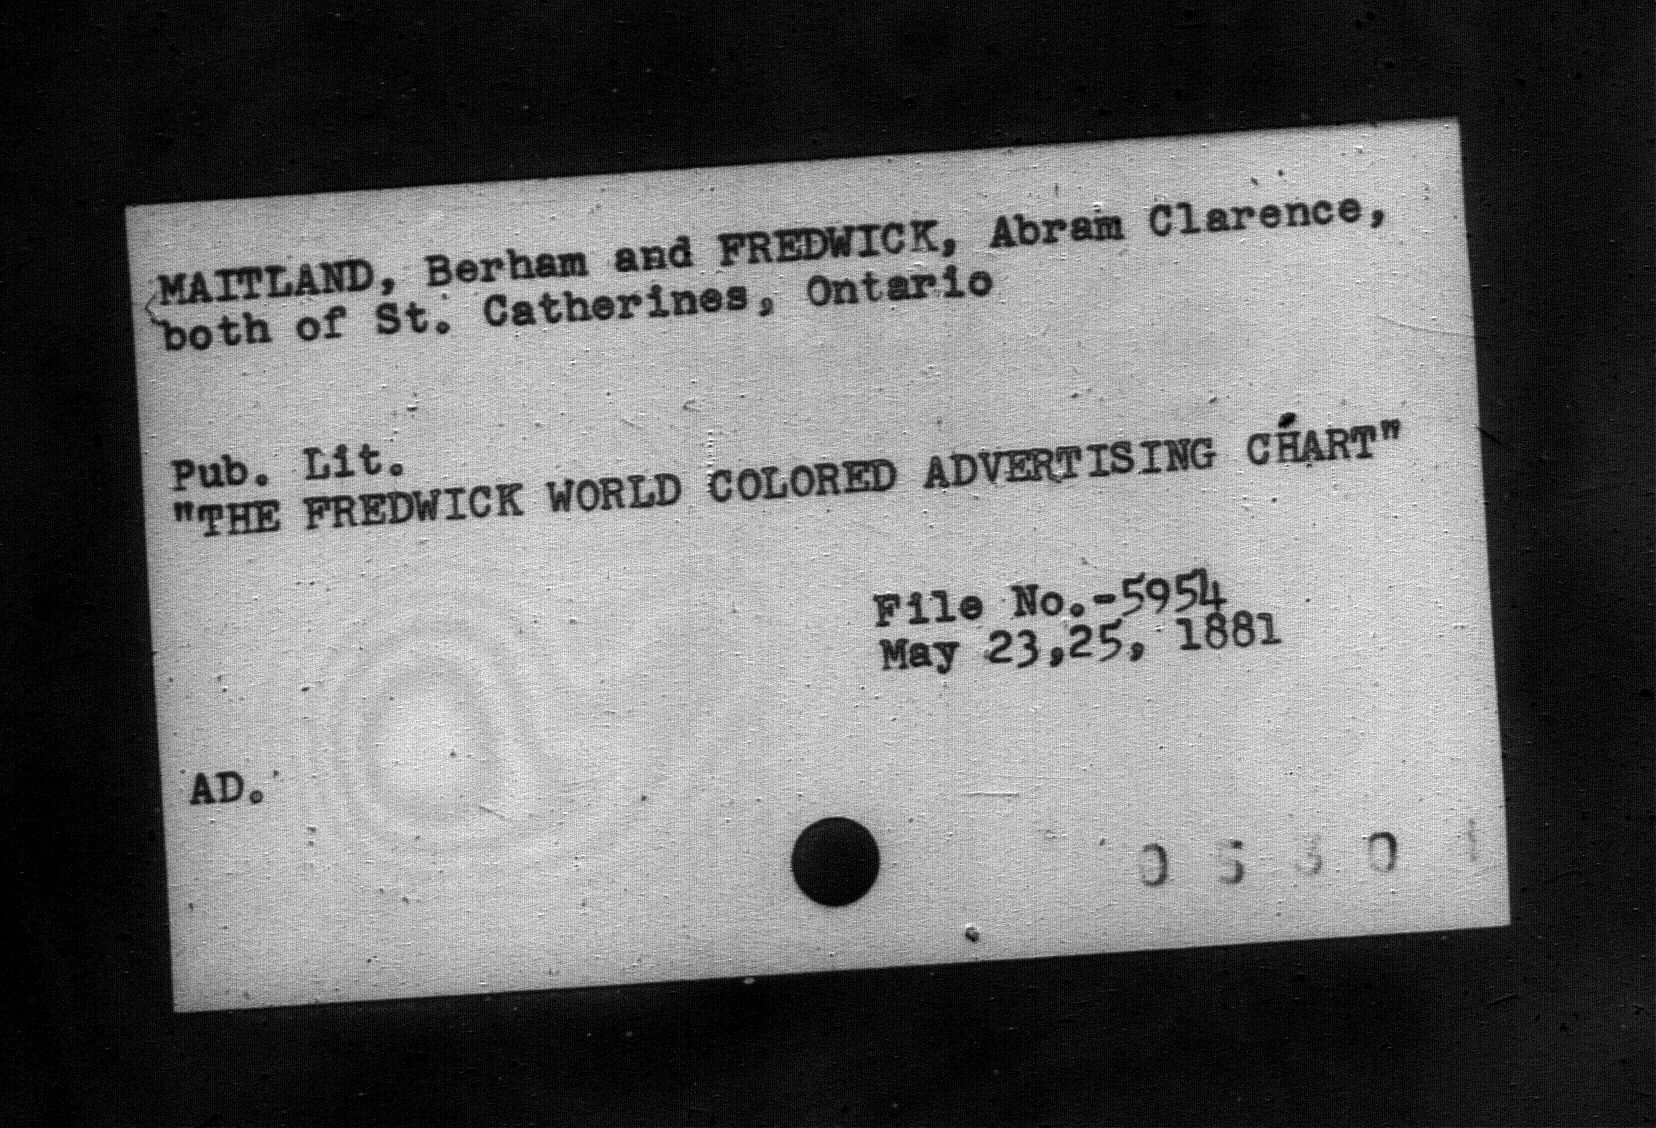 MAITLAND, Berham and FREDWICK, Abram Clarence,
both of St. Catherines, Ontario
Pub. Lit.
"THE FREDWICK WORLD COLORED ADVERTISING CHART"
File No.-5954
May 23,25, 1881
AD.